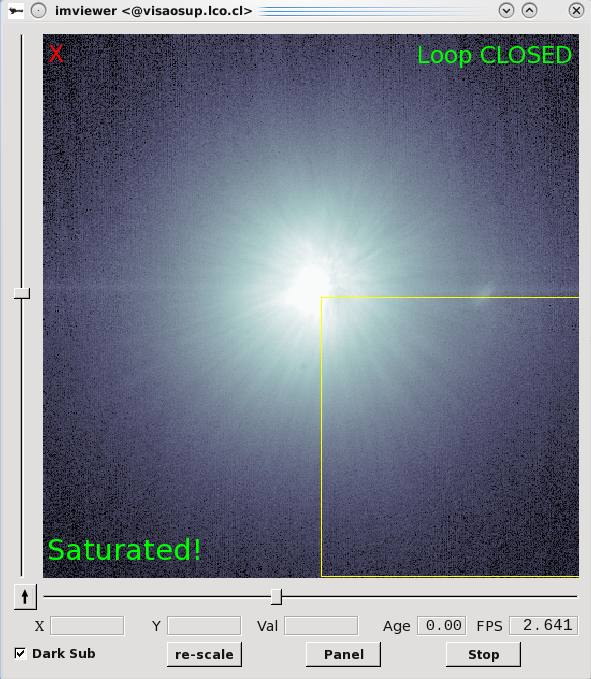 imviewer <@visaosup.lco.cl>
X
Loop CLOSED
Saturated!
X Y Val Age 0.00 FPS 2.641
Dark Sub re-scale Panel Stop